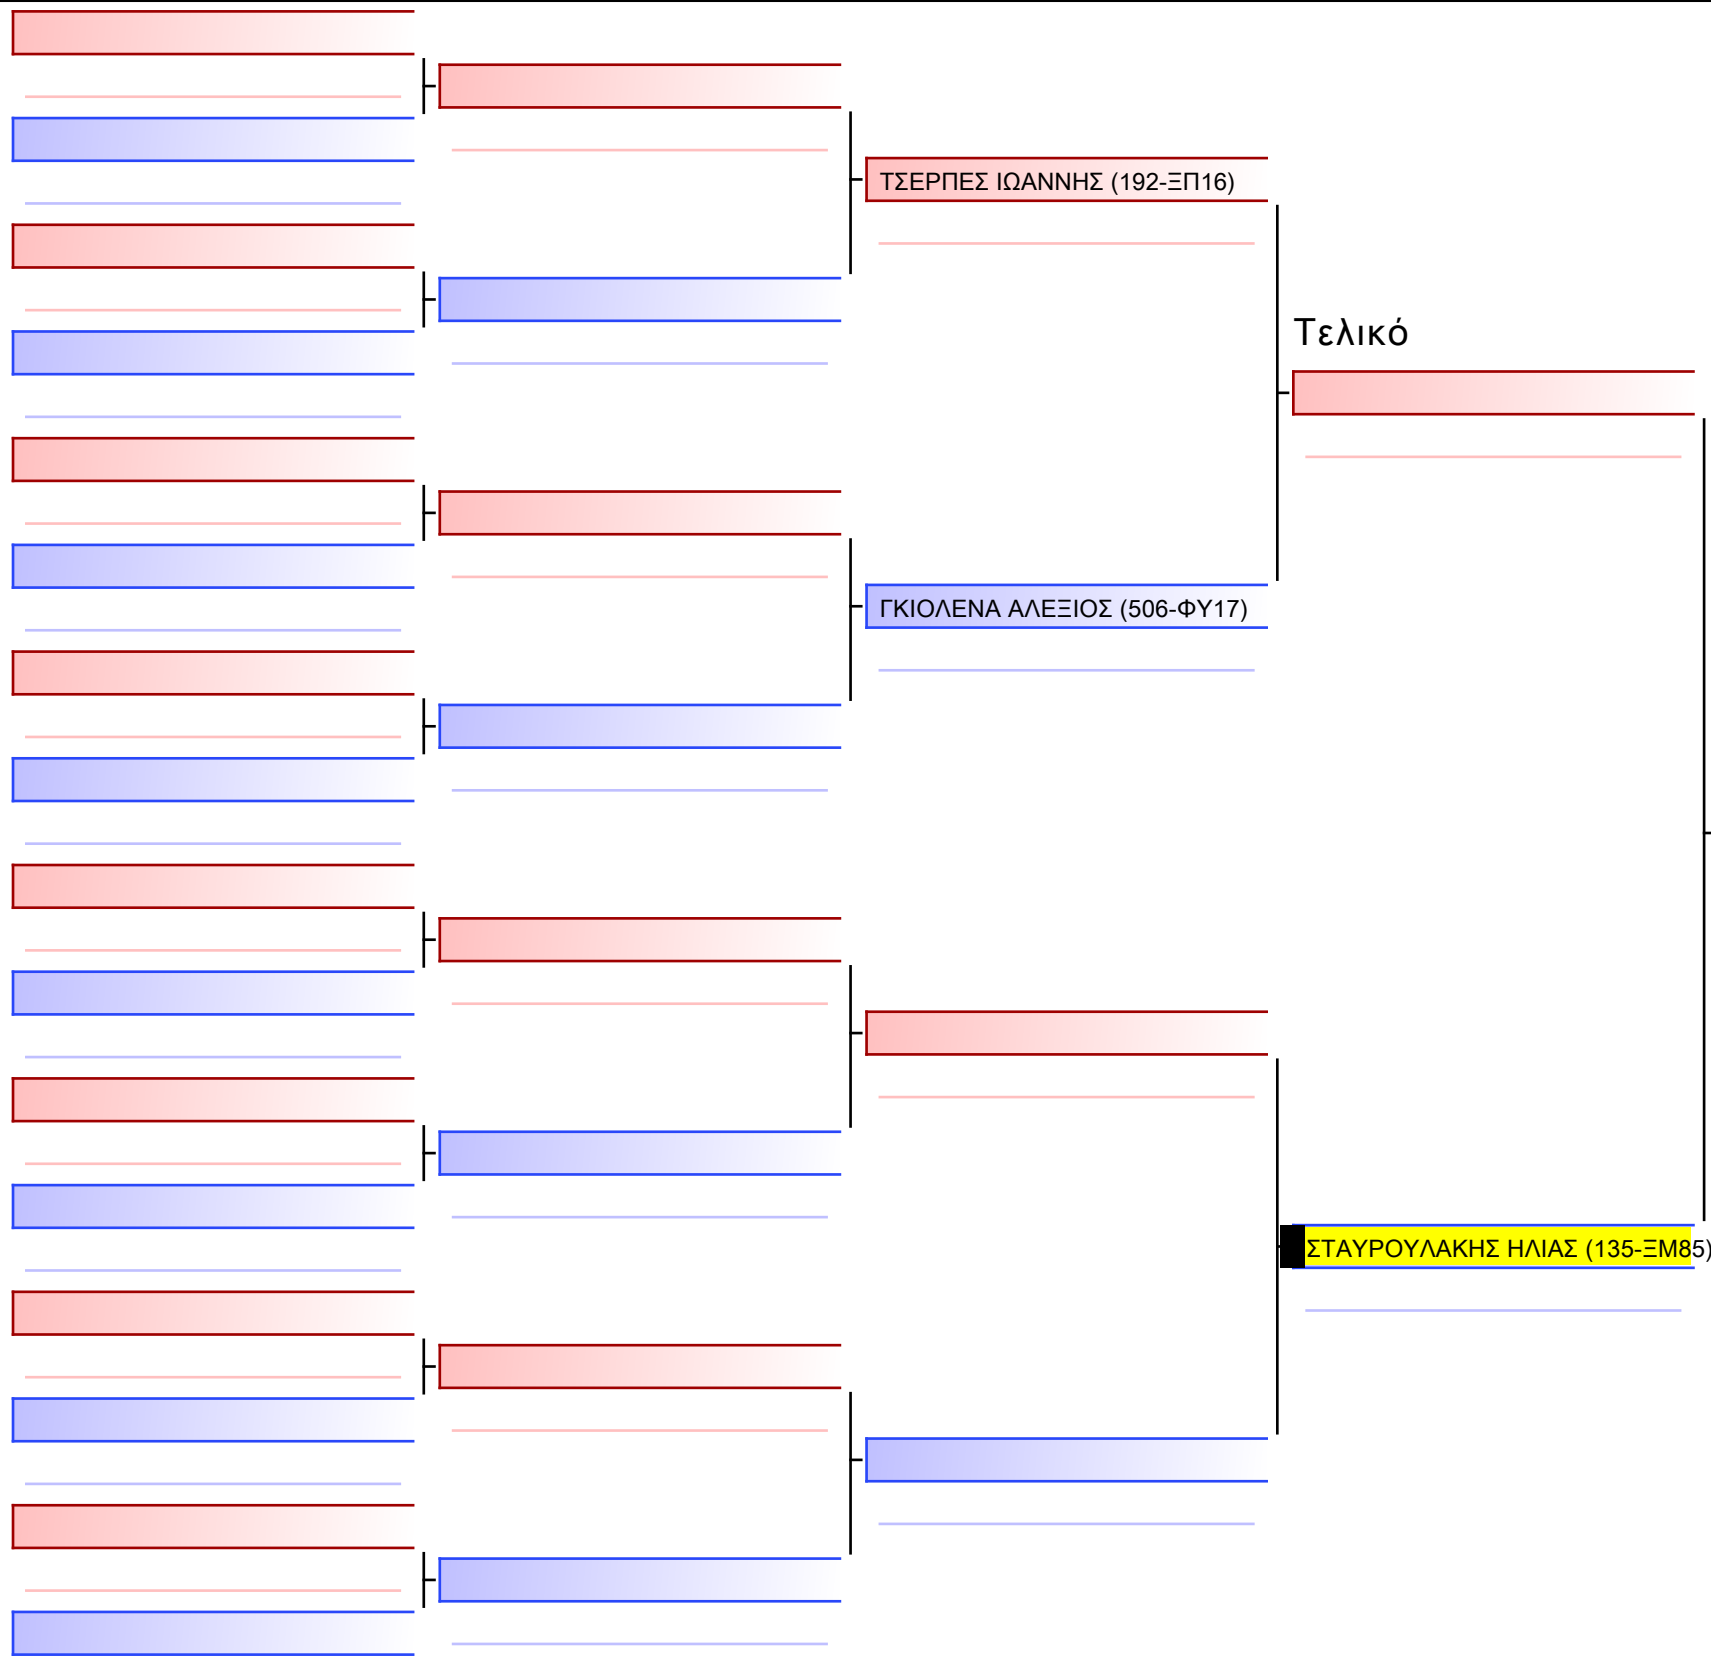 ΤΣΕΡΠΕΣ ΙΩΑΝΝΗΣ (192-ΞΠ16)
Τελικό
ΓΚΙΟΛΕΝΑ ΑΛΕΞΙΟΣ (506-ΦΥ17)
ΣΤΑΥΡΟΥΛΑΚΗΣ ΗΛΙΑΣ (135-ΞΜ85)